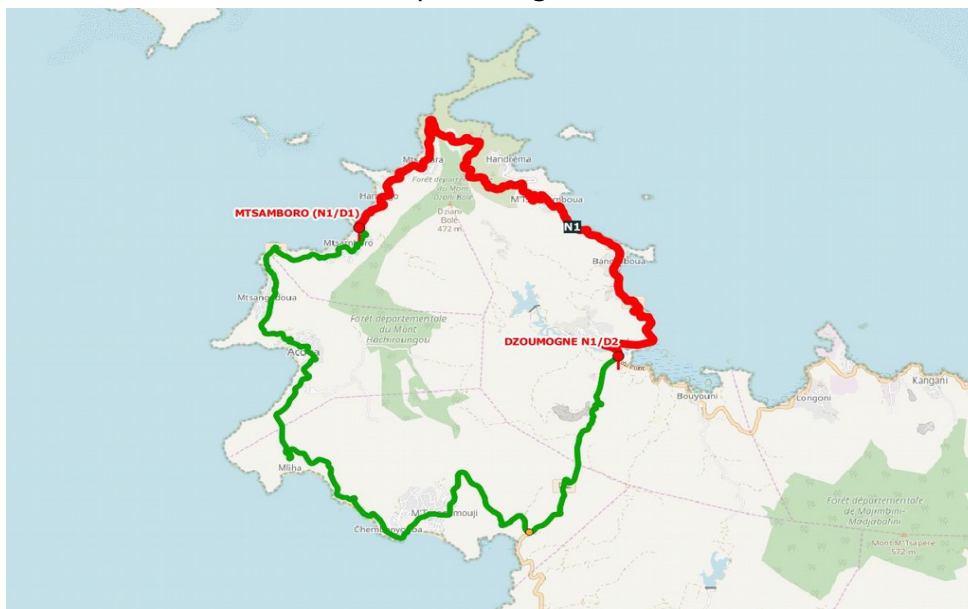 Handrema
Forêt départementale
du Mont
Dziani Bolé
Dziani
Bolé
472 m
MTSAMBORO (N1/D1)
Mtsamboro
N1
Mtsangadoua
Forêt départementale
du Mont
Hachiroungou
DZOUMOGNE N1/D2
Bouyouni
Longoni
Kangani
Mliha
Forêt départementale
de Majimbini-
Madjabalini
Mont M'Tsapéré
572 m